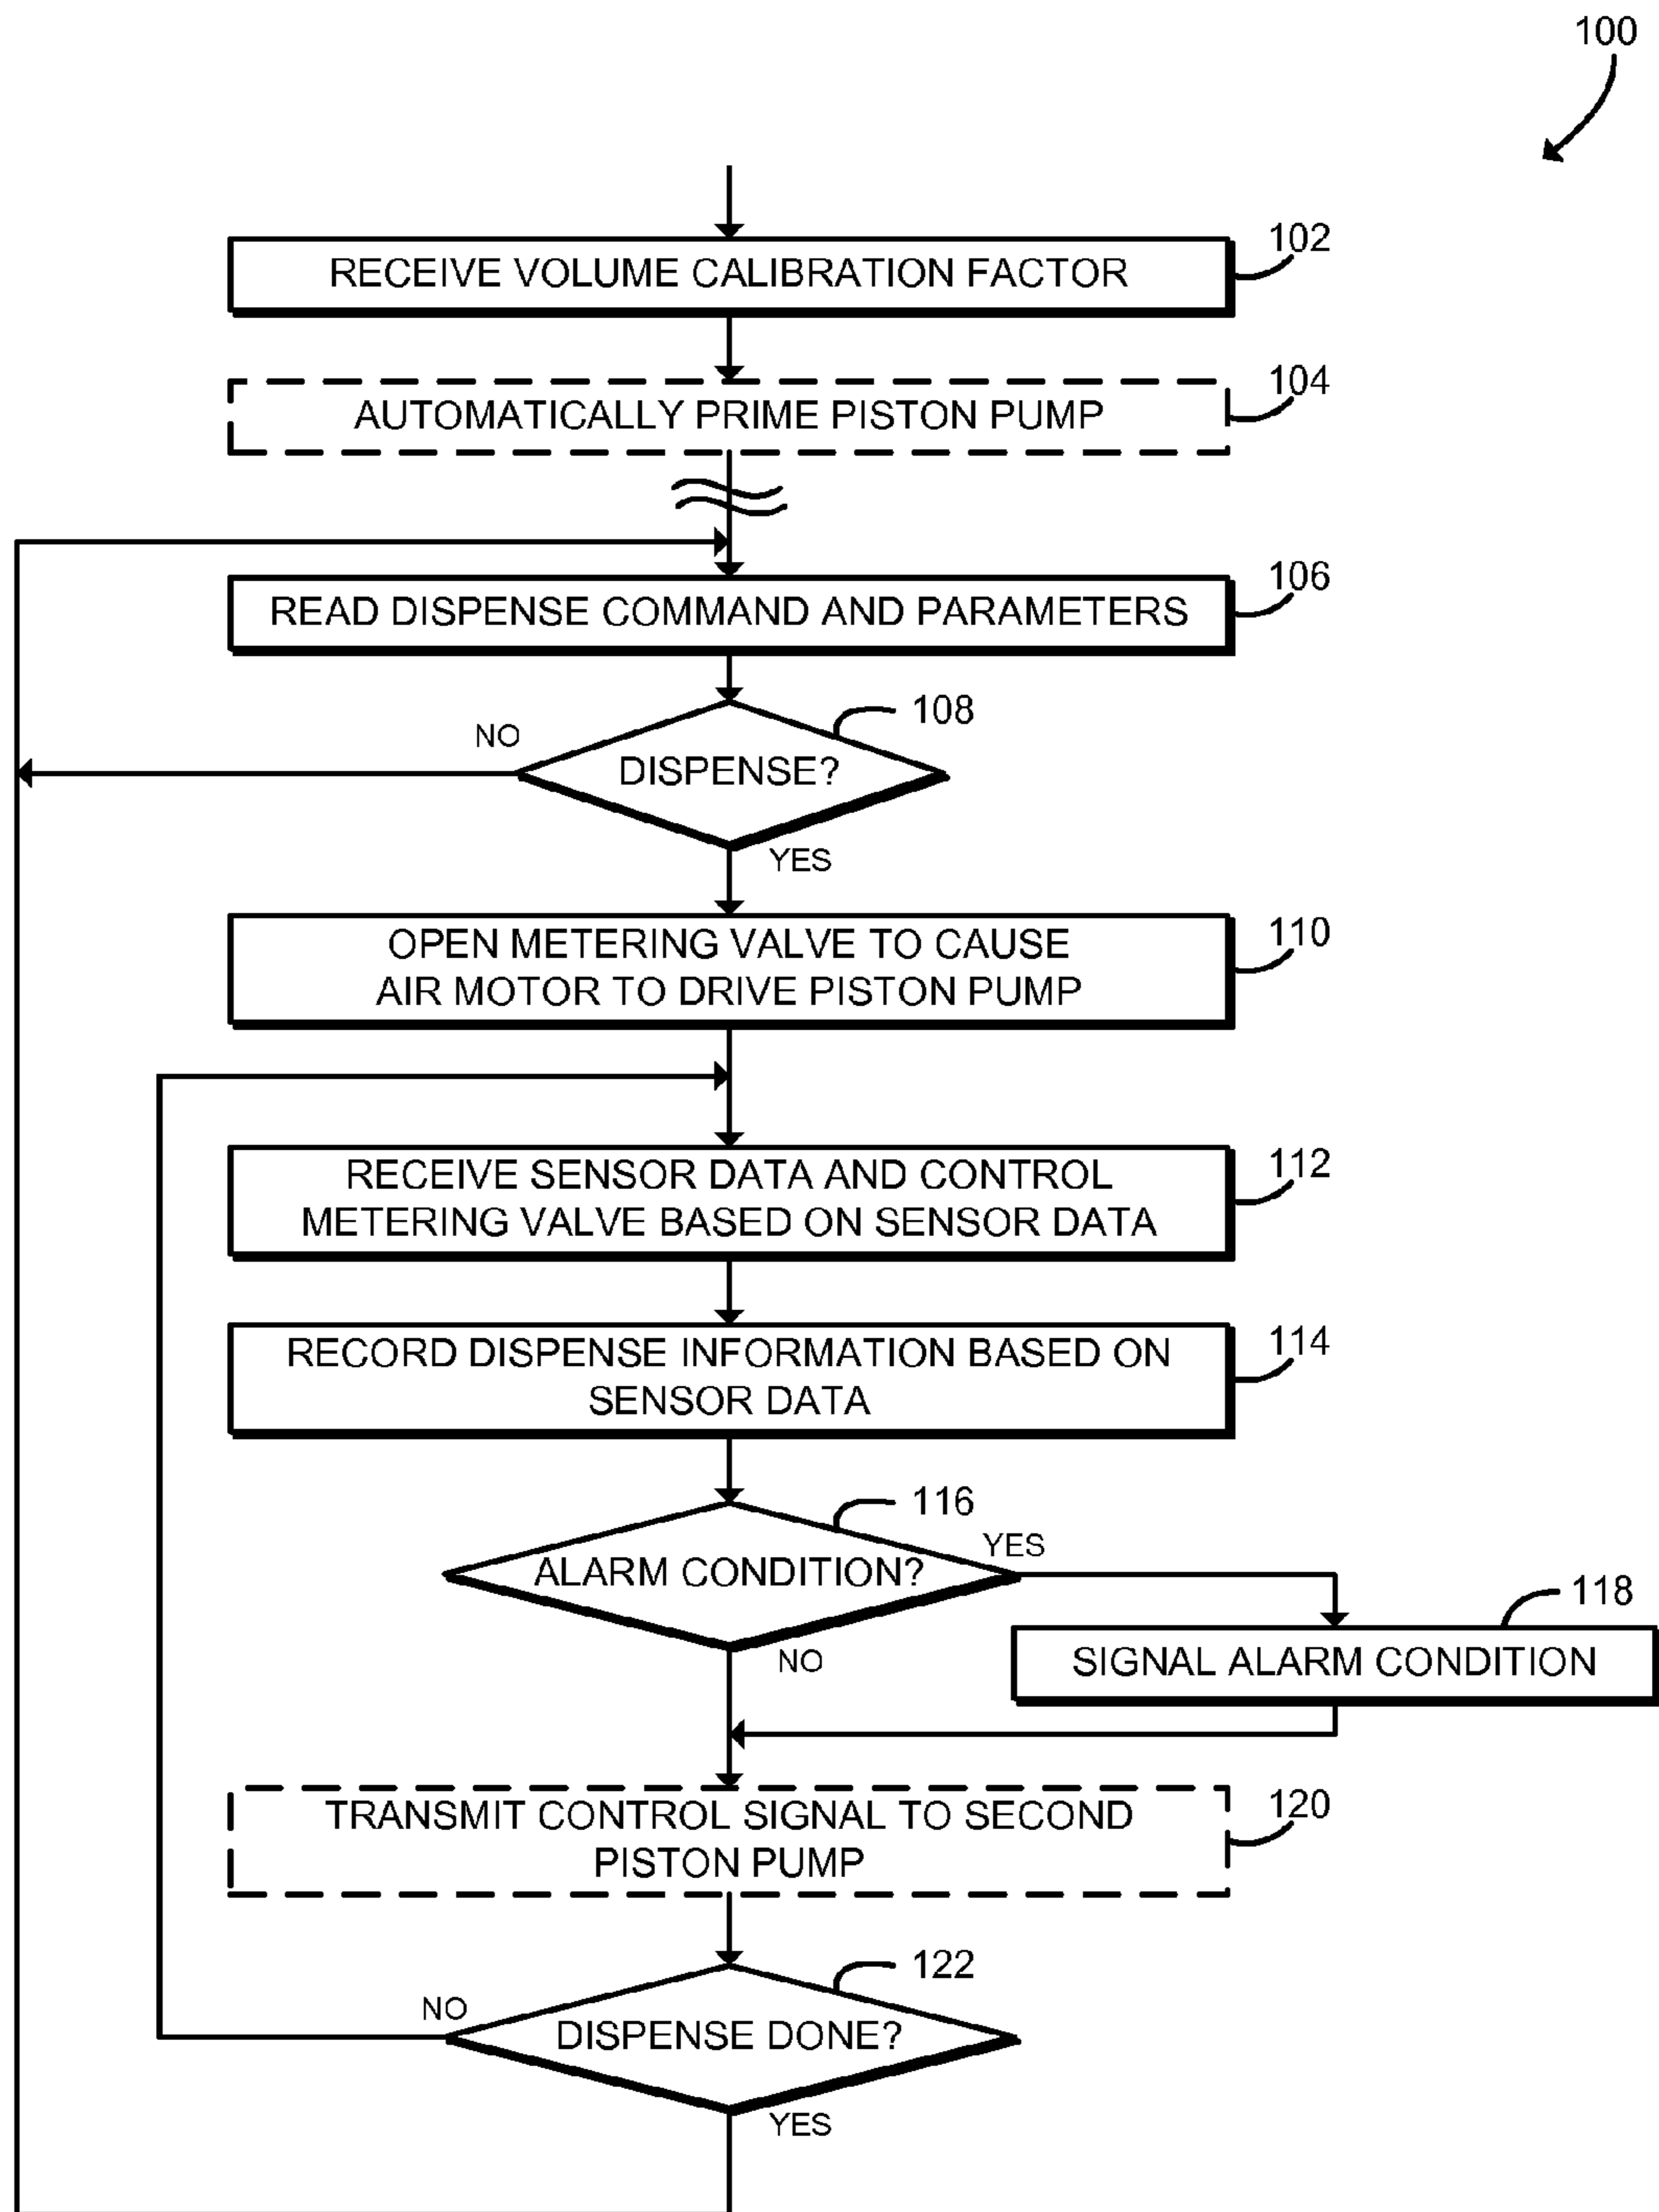 100
RECEIVE VOLUME CALIBRATION FACTOR
102
AUTOMATICALLY PRIME PISTON PUMP
104
READ DISPENSE COMMAND AND PARAMETERS
106
108
NO
DISPENSE?
YES
OPEN METERING VALVE TO CAUSE
AIR MOTOR TO DRIVE PISTON PUMP
110
RECEIVE SENSOR DATA AND CONTROL
METERING VALVE BASED ON SENSOR DATA
112
RECORD DISPENSE INFORMATION BASED ON
SENSOR DATA
114
116
ALARM CONDITION?
YES
NO
118
SIGNAL ALARM CONDITION
TRANSMIT CONTROL SIGNAL TO SECOND
PISTON PUMP
120
122
NO
DISPENSE DONE?
YES